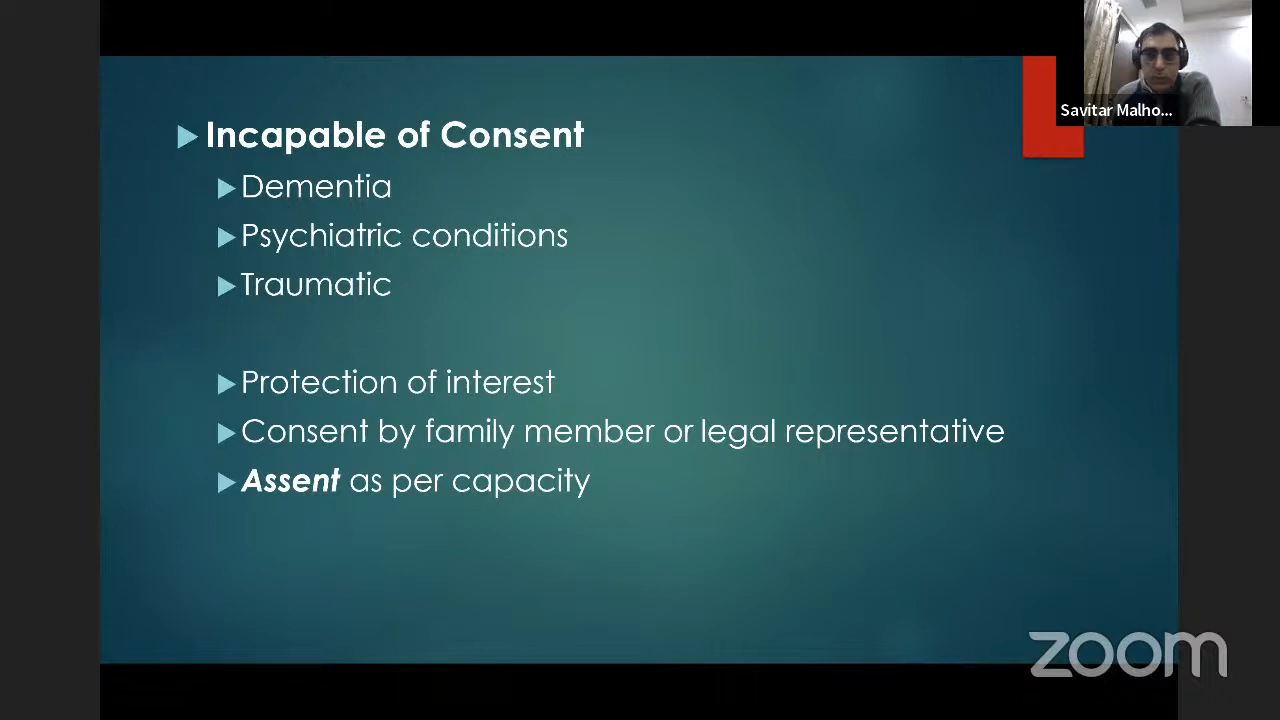 Incapable of Consent
Dementia
Psychiatric conditions
Traumatic
Protection of interest
Consent by family member or legal representative
Assent as per capacity
Savitar Malho...
zoom